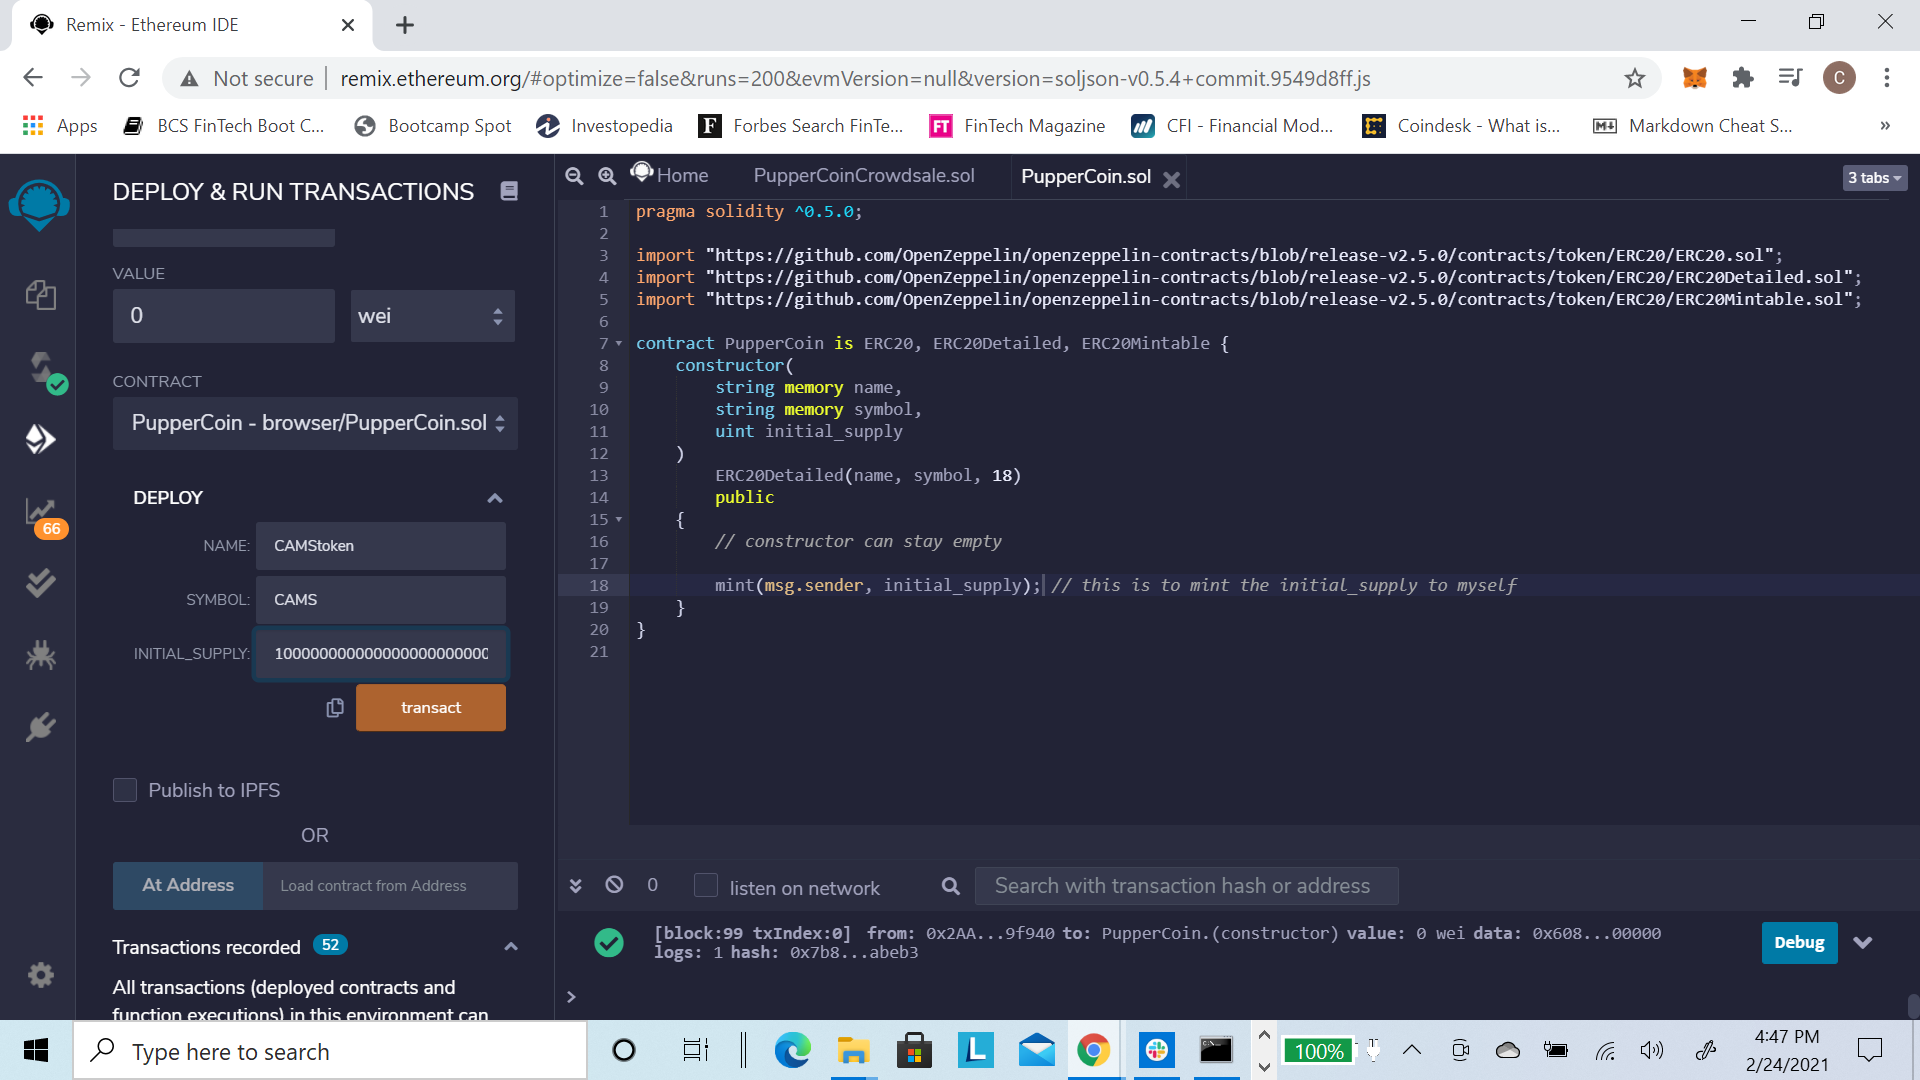 Remix - Ethereum IDE
Not secure
remix.ethereum.org/#optimize=false&runs=200&evmVersion=null&version=soljson-v0.5.4+commit.9549d8ff.js
C
Apps
BCS FinTech Boot C...
Bootcamp Spot
Investopedia
F
Forbes Search FinTe...
FT
FinTech Magazine
CFI - Financial Mod...
Coindesk - What is...
Markdown Cheat S...
»
DEPLOY & RUN TRANSACTIONS
VALUE
0
wei
CONTRACT
PupperCoin - browser/PupperCoin.sol
DEPLOY
NAME:
CAMStoken
SYMBOL:
CAMS
INITIAL_SUPPLY:
transact
Publish to IPFS
OR
At Address
Load contract from Address
Transactions recorded
52
All transactions (deployed contracts and
function executions) in this environment can
66
Home
PupperCoinCrowdsale.sol
PupperCoin.sol
3 tabs
1 pragma solidity ^0.5.0;
2
3 import "https://github.com/OpenZeppelin/openzeppelin-contracts/blob/release-v2.5.0/contracts/token/ERC20/ERC20.sol";
4 import "https://github.com/OpenZeppelin/openzeppelin-contracts/blob/release-v2.5.0/contracts/token/ERC20/ERC20Detailed.sol";
5 import "https://github.com/OpenZeppelin/openzeppelin-contracts/blob/release-v2.5.0/contracts/token/ERC20/ERC20Mintable.sol";
6
7 contract PupperCoin is ERC20, ERC20Detailed, ERC20Mintable {
8 constructor(
9 string memory name,
10 string memory symbol,
11 uint initial_supply
12 )
13 ERC20Detailed(name, symbol, 18)
14 public
15 {
16 // constructor can stay empty
17
18 mint(msg.sender, initial_supply); // this is to mint the initial_supply to myself
19 }
20 }
21
0
listen on network
Search with transaction hash or address
[block:99 txIndex:0] from: 0x2AA...9f940 to: PupperCoin.(constructor) value: 0 wei data: 0x608...00000
logs: 1 hash: 0x7b8...abeb3
Debug
>
Type here to search
L
100%
4:47 PM
2/24/2021